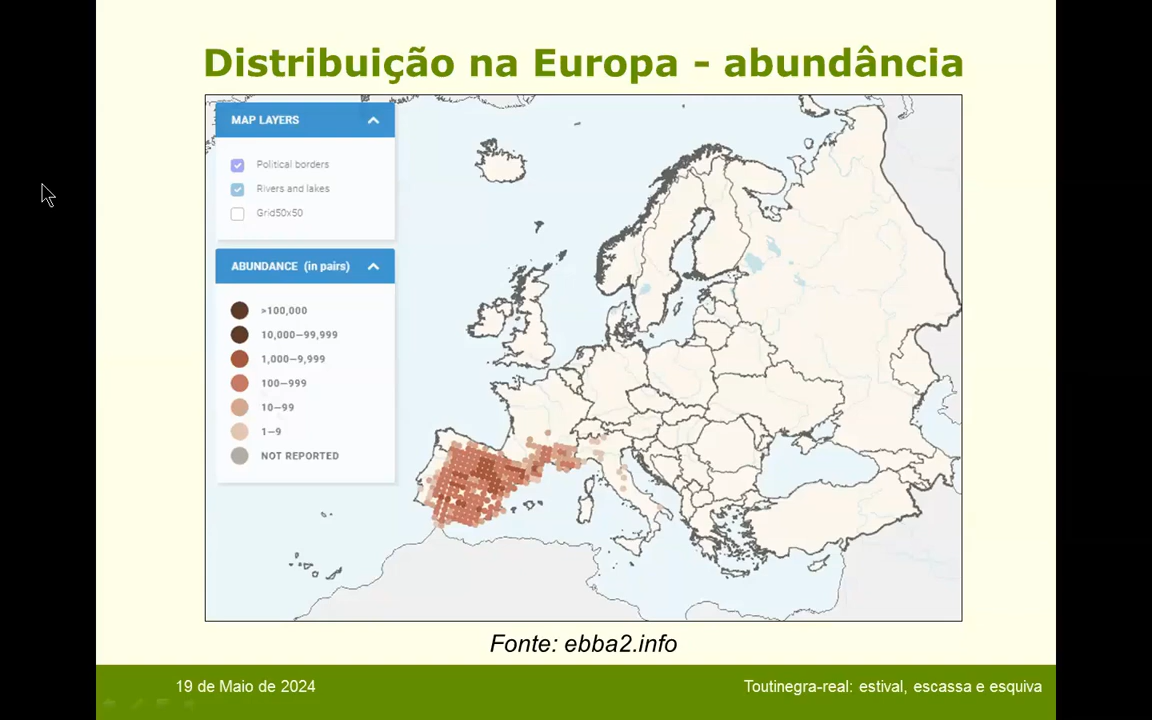 Distribuição na Europa - abundância
MAP LAYERS
Political borders
Rivers and lakes
Grid50x50
ABUNDANCE (in pairs)
>100,000
10,000—99,999
1,000—9,999
100—999
10—99
1—9
NOT REPORTED
Fonte: ebba2.info
19 de Maio de 2024
Toutinegra-real: estival, escassa e esquiva